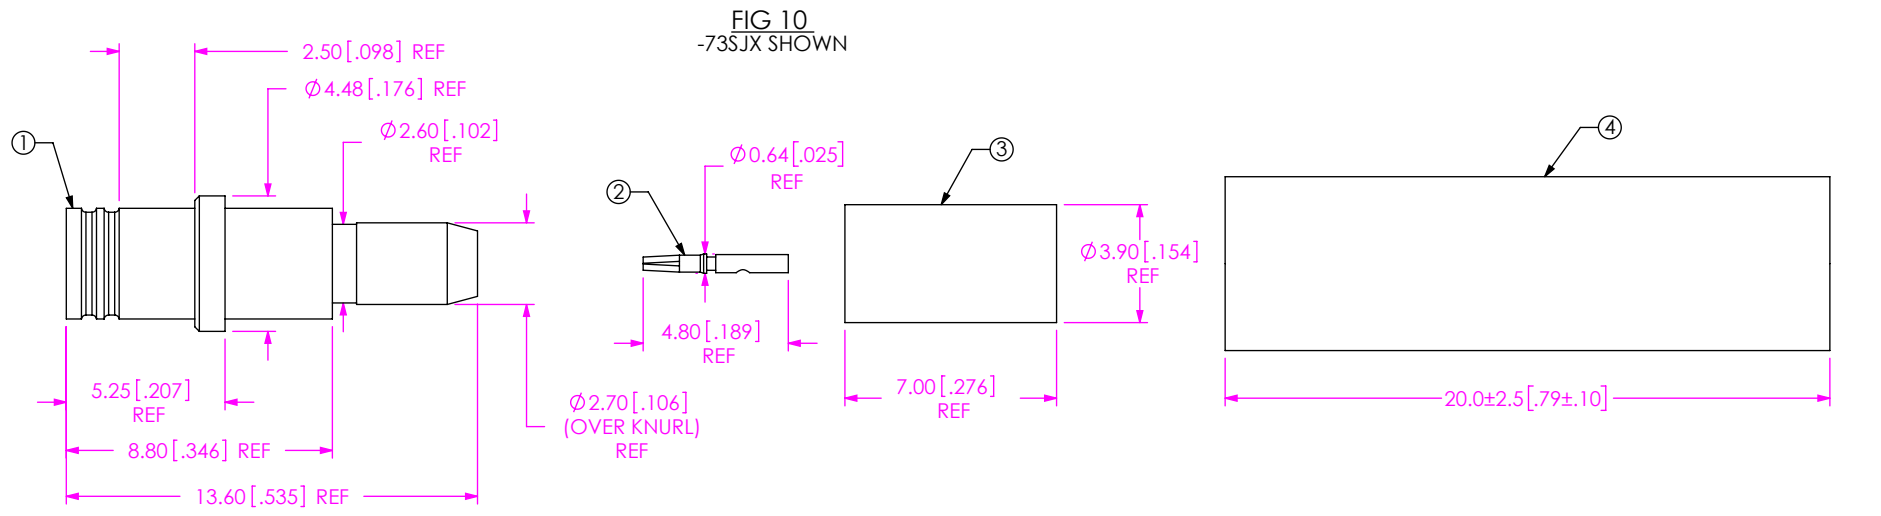 FIG 10
-73SJX SHOWN
2.50[.098] REF
Ø4.48[.176] REF
Ø2.60[.102]
REF
1
Ø0.64[.025]
REF
2
3
4
Ø3.90[.154]
REF
4.80[.189]
REF
5.25[.207]
REF
Ø2.70[.106]
(OVER KNURL)
REF
7.00[.276]
REF
20.0±2.5[.79±.10]
8.80[.346] REF
13.60[.535] REF